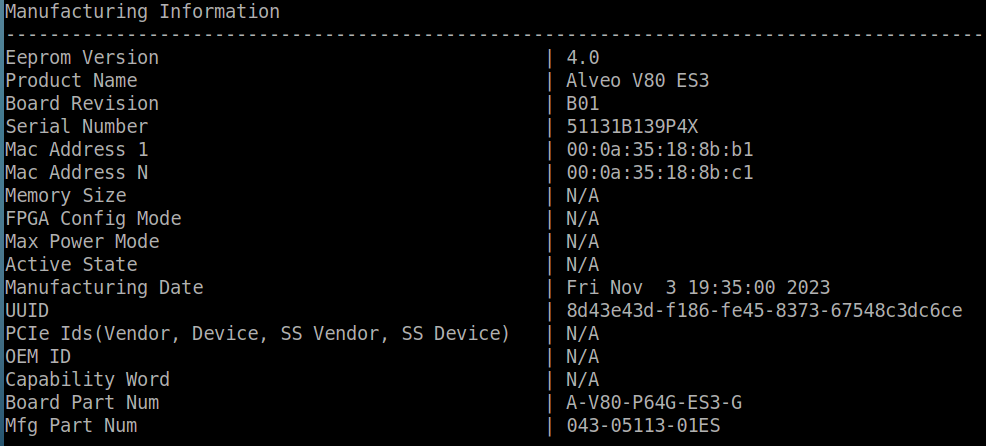 Manufacturing Information
-----------------------------------------------------------------------------------------
Eeprom Version | 4.0
Product Name | Alveo V80 ES3
Board Revision | B01
Serial Number | 51131B139P4X
Mac Address 1 | 00:0a:35:18:8b:b1
Mac Address N | 00:0a:35:18:8b:c1
Memory Size | N/A
FPGA Config Mode | N/A
Max Power Mode | N/A
Active State | N/A
Manufacturing Date | Fri Nov  3 19:35:00 2023
UUID | 8d43e43d-f186-fe45-8373-67548c3dc6ce
PCIe Ids(Vendor, Device, SS Vendor, SS Device) | N/A
OEM ID | N/A
Capability Word | N/A
Board Part Num | A-V80-P64G-ES3-G
Mfg Part Num | 043-05113-01ES